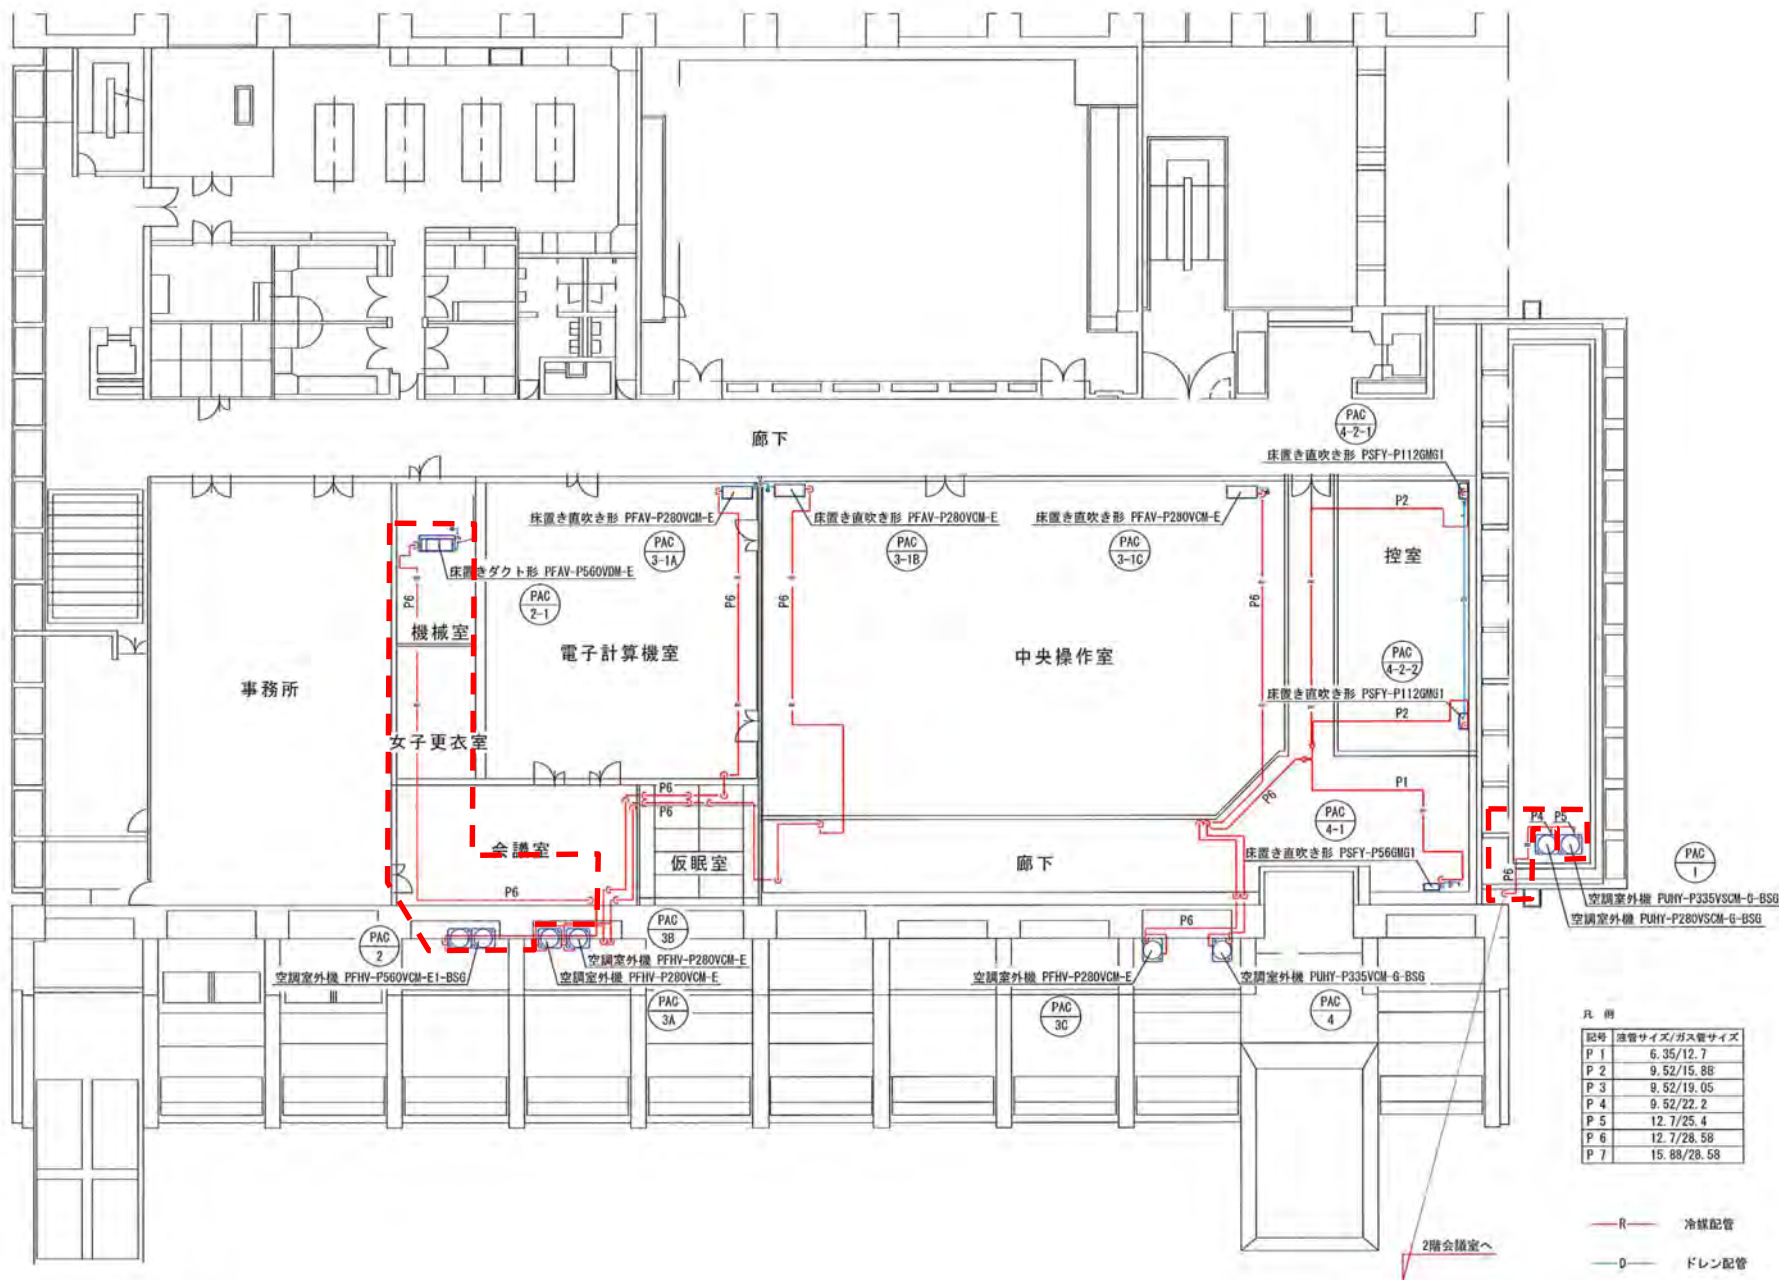 廊下
PAC
4-2-1
床置き直吹き形 PSFY-P112GMG1
床置き直吹き形 PFAV-P280VCM-E
床置き直吹き形 PFAV-P280VCM-E
床置き直吹き形 PFAV-P280VCM-E
P2
PAC
3-1A
PAC
3-1B
PAC
3-1C
控室
床置きダクト形 PFAV-P560VDM-E
P6
PAC
2-1
P6
P6
P6
機械室
電子計算機室
中央操作室
PAC
4-2-2
事務所
床置き直吹き形 PSFY-P112GMG1
P2
女子更衣室
P6
P6
P6
P1
PAC
4-1
P4
P5
会議室
仮眠室
廊下
床置き直吹き形 PSFY-P56GMG1
PAC
1
P6
P6
空調室外機 PUHY-P335VSCM-G-BSG
空調室外機 PUHY-P280VSCM-G-BSG
PAC
2
PAC
3B
P6
空調室外機 PFHV-P280VCM-E
空調室外機 PFHV-P560VCM-E1-BSG
空調室外機 PFHV-P280VCM-E
空調室外機 PFHV-P280VCM-E
空調室外機 PUHY-P335VCM-G-BSG
PAC
3A
PAC
3C
PAC
4
凡 例
記号 液管サイズ/ガス管サイズ
P 1 6.35/12.7
P 2 9.52/15.88
P 3 9.52/19.05
P 4 9.52/22.2
P 5 12.7/25.4
P 6 12.7/28.58
P 7 15.88/28.58
R 冷媒配管
2階会議室へ
D ドレン配管